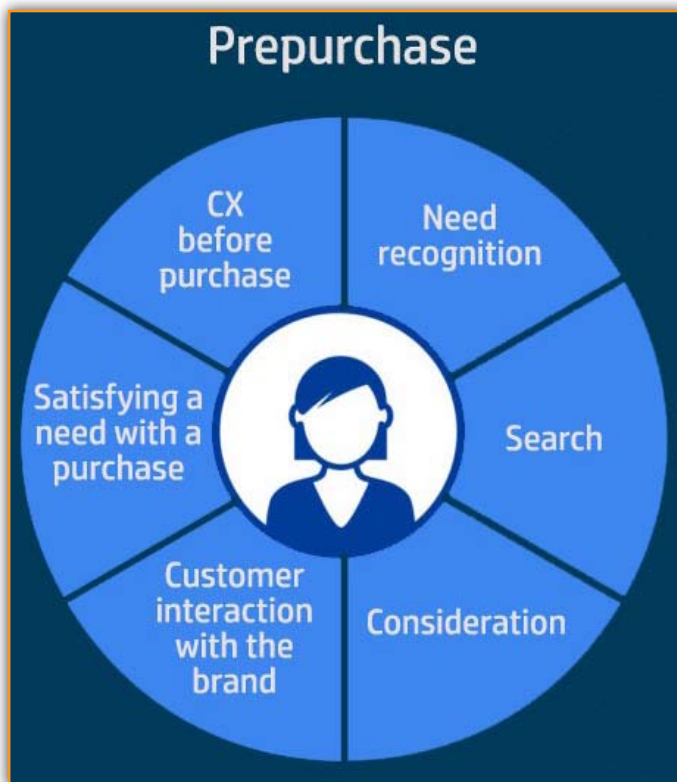 Prepurchase
CX
before
purchase
Need
recognition
Satisfying a
need with a
purchase
Search
Customer
interaction
with the
brand
Consideration